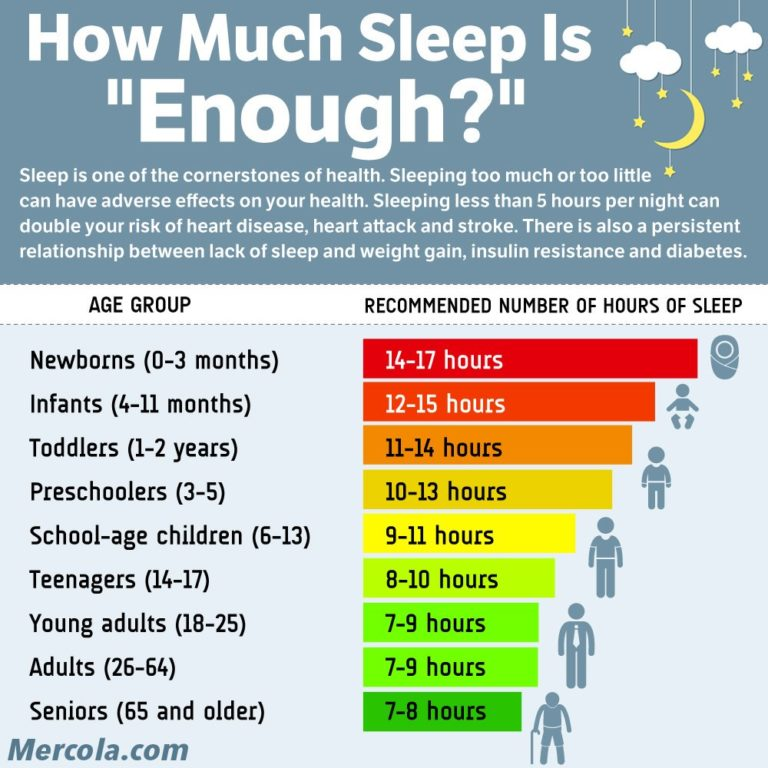 How Much Sleep Is
"Enough?"
Sleep is one of the cornerstones of health. Sleeping too much or too little
can have adverse effects on your health. Sleeping less than 5 hours per night can
double your risk of heart disease, heart attack and stroke. There is also a persistent
relationship between lack of sleep and weight gain, insulin resistance and diabetes.
AGE GROUP RECOMMENDED NUMBER OF HOURS OF SLEEP
Newborns (0-3 months) 14-17 hours
Infants (4-11 months) 12-15 hours
Toddlers (1-2 years) 11-14 hours
Preschoolers (3-5) 10-13 hours
School-age children (6-13) 9-11 hours
Teenagers (14-17) 8-10 hours
Young adults (18-25) 7-9 hours
Adults (26-64) 7-9 hours
Seniors (65 and older) 7-8 hours
Mercola.com